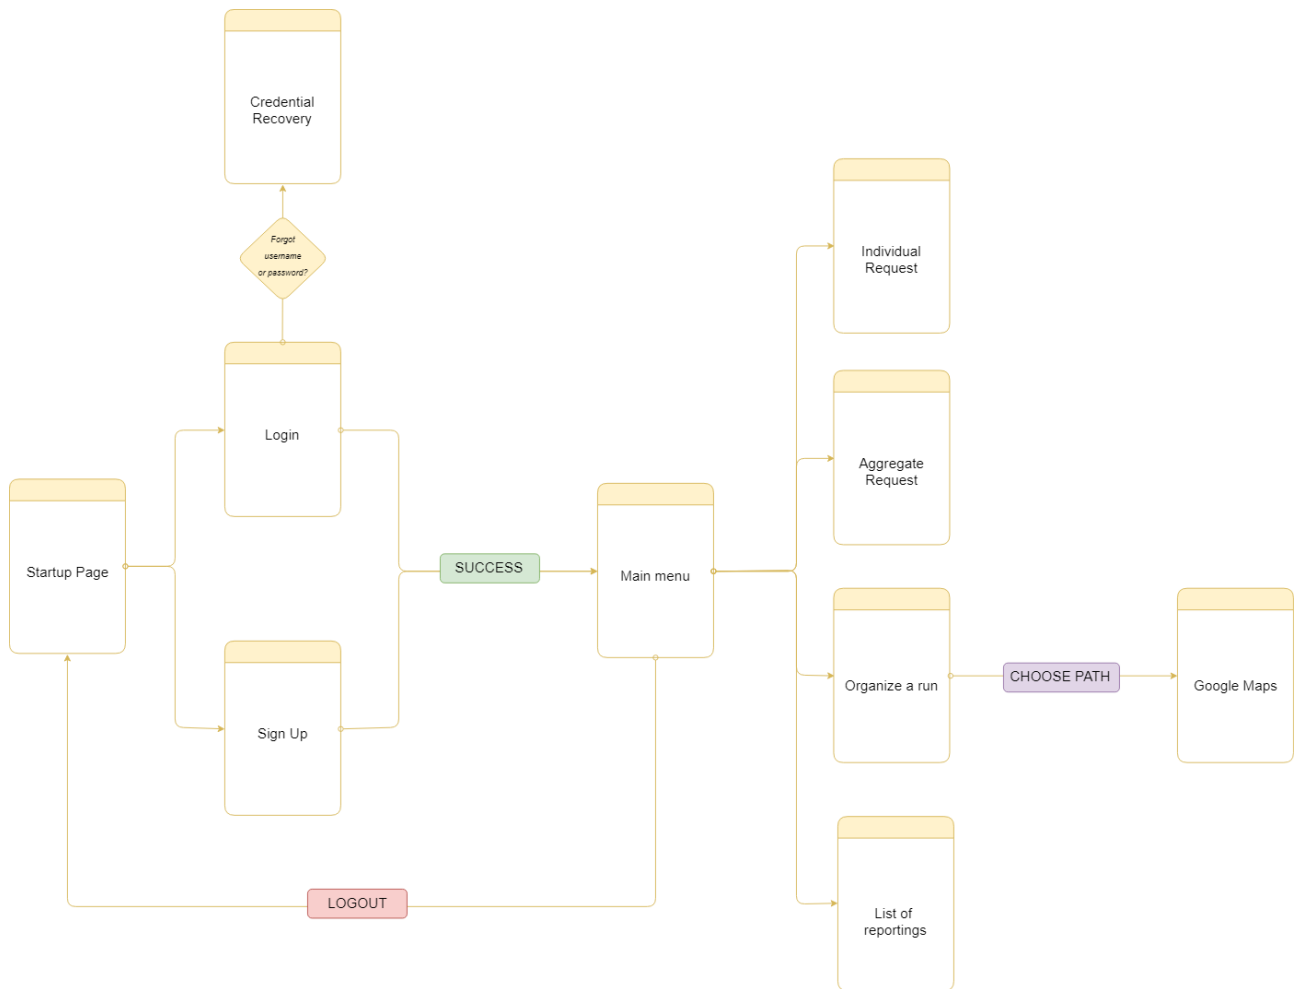 Credential
Recovery
Forgot
username
or password?
Login
Startup Page
Sign Up
SUCCESS
LOGOUT
Main menu
Individual
Request
Aggregate
Request
Organize a run
CHOOSE PATH
Google Maps
List of
reportings